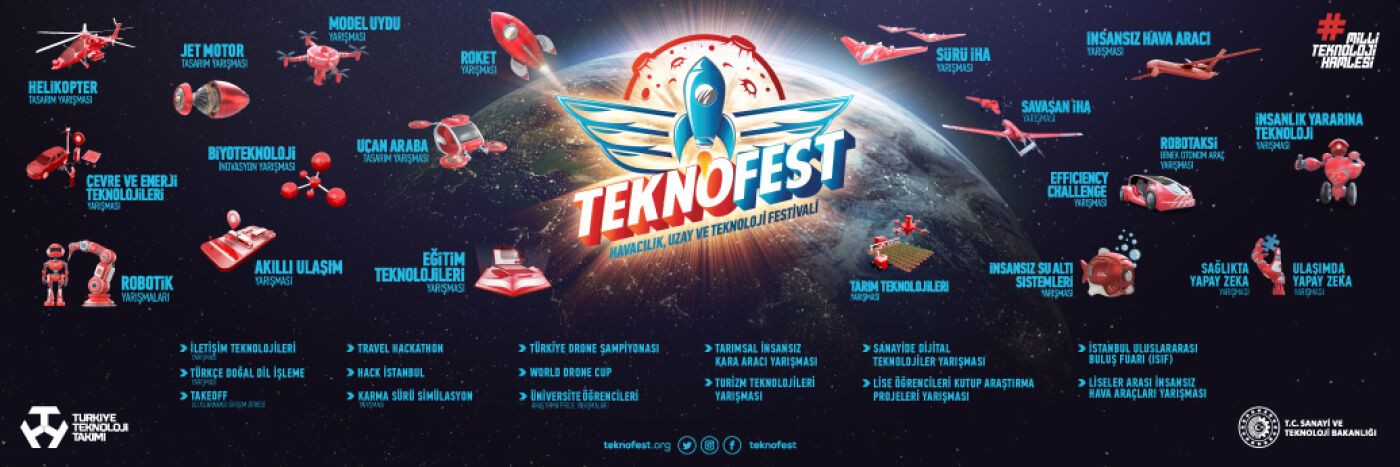 HELİKOPTER
TASARIM YARIŞMASI
JET MOTOR
TASARIM YARIŞMASI
MODEL UYDU
YARIŞMASI
ROKET
YARIŞMASI
SÜRÜ İHA
YARIŞMASI
İNSANSIZ HAVA ARACI
YARIŞMASI
#MİLLİ
TEKNOLOJİ
HAMLESİ
ÇEVRE VE ENERJİ
TEKNOLOJİLERİ
YARIŞMASI
BİYOTEKNOLOJİ
İNOVASYON YARIŞMASI
UÇAN ARABA
TASARIM YARIŞMASI
TEKNOFEST
HAVACILIK, UZAY VE TEKNOLOJİ FESTİVALİ
SAVAŞAN İHA
YARIŞMASI
ROBOTAKSİ
BİNEK OTONOM ARAÇ
YARIŞMASI
EFFICIENCY
CHALLENGE
YARIŞMASI
İNSANLIK YARARINA
TEKNOLOJİ
YARIŞMASI
ROBOTİK
YARIŞMALARI
AKILLI ULAŞIM
YARIŞMASI
EĞİTİM
TEKNOLOJİLERİ
YARIŞMASI
TARIM TEKNOLOJİLERİ
YARIŞMASI
İNSANSIZ SU ALTI
SİSTEMLERİ
YARIŞMASI
SAĞLIKTA
YAPAY ZEKA
YARIŞMASI
ULAŞIMDA
YAPAY ZEKA
YARIŞMASI
İLETİŞİM TEKNOLOJİLERİ
YARIŞMASI
TÜRKÇE DOĞAL DİL İŞLEME
YARIŞMASI
TAKEOFF
ULUSLARARASI GİRİŞİM ZİRVESİ
TRAVEL HACKATHON
HACK İSTANBUL
KARMA SÜRÜ SİMÜLASYON
YARIŞMASI
TÜRKİYE DRONE ŞAMPİYONASI
WORLD DRONE CUP
ÜNİVERSİTE ÖĞRENCİLERİ
ARAŞTIRMA PROJE YARIŞMALARI
TARIMSAL İNSANSIZ
KARA ARACI YARIŞMASI
TURİZM TEKNOLOJİLERİ
YARIŞMASI
SANAYİDE DİJİTAL
TEKNOLOJİLER YARIŞMASI
LİSE ÖĞRENCİLERİ KUTUP ARAŞTIRMA
PROJELERİ YARIŞMASI
İSTANBUL ULUSLARARASI
BULUŞ FUARI (ISIF)
LİSELER ARASI İNSANSIZ
HAVA ARAÇLARI YARIŞMASI
TÜRKİYE
TEKNOLOJİ
TAKIMI
teknofest.org
teknofest
T.C. SANAYİ VE
TEKNOLOJİ BAKANLIĞI